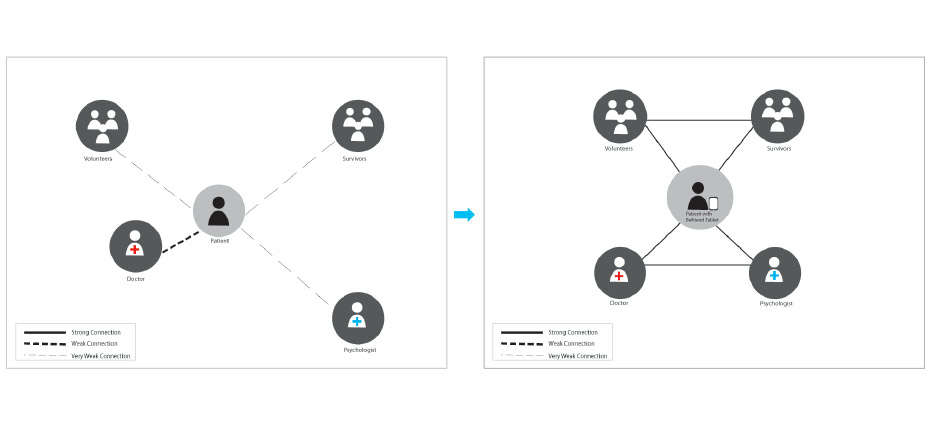 Volunteers
Survivors
Patient
Doctor
Psychologist
Strong Connection
Weak Connection
Very Weak Connection
Volunteers
Survivors
Patient with
Befriend Tablet
Doctor
Psychologist
Strong Connection
Weak Connection
Very Weak Connection